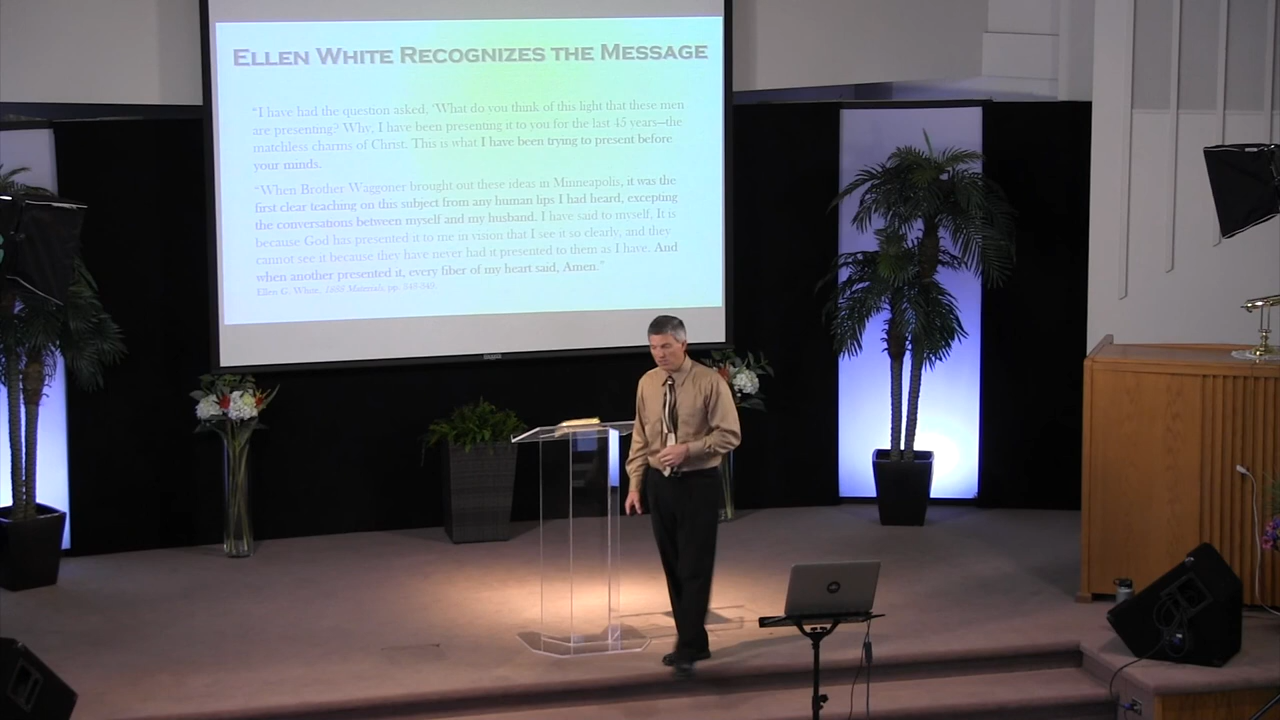 ELLEN WHITE RECOGNIZES THE MESSAGE
“I have had the question asked, ‘What do you think of this light that these men
are presenting? Why, I have been presenting it to you for the last 45 years—the
matchless charms of Christ. This is what I have been trying to present before
your minds.
“When Brother Waggoner brought out these ideas in Minneapolis, it was the
first clear teaching on this subject from any human lips I had heard, excepting
the conversations between myself and my husband. I have said to myself, It is
because God has presented it to me in vision that I see it so clearly, and they
cannot see it because they have never had it presented to them as I have. And
when another presented it, every fiber of my heart said, Amen.”
Ellen G. White, 1888 Materials, pp. 348-349.